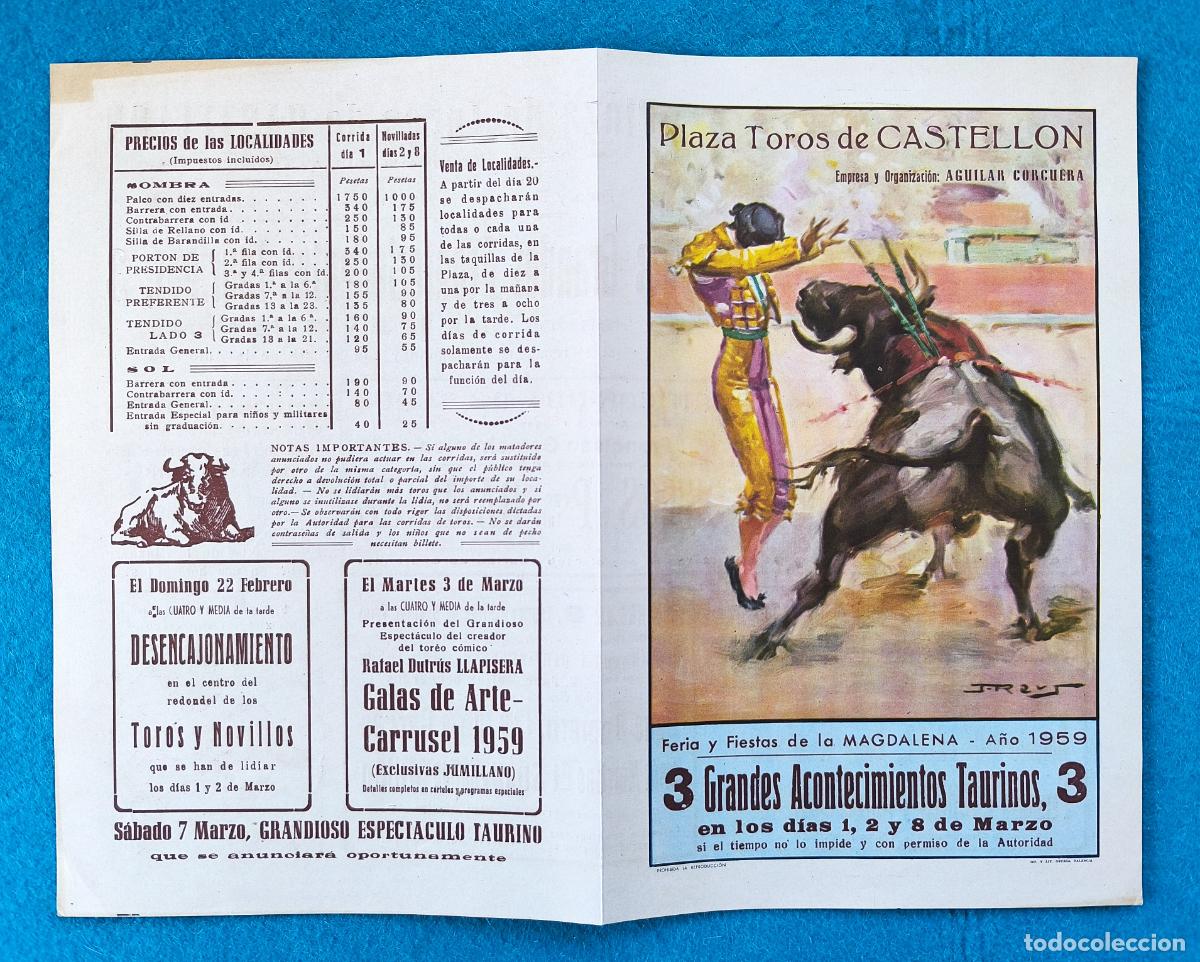 PRECIOS de las LOCALIDADES
(Impuestos incluídos)
Corrida día 1
Novilladas días 2 y 8
Pesetas Pesetas
SOMBRA
Palco con diez entradas. 1750 1000
Barrera con entrada. 340 175
Contrabarrera con id 250 130
Silla de Rellano con id. 150 85
Silla de Barandilla con id. 180 95
PORTON DE PRESIDENCIA
1.ª fila con íd. 340 175
2.ª fila con id. 250 130
3.ª y 4.ª filas con id. 200 105
TENDIDO PREFERENTE
Gradas 1.ª a la 6.ª 180 105
Gradas 7.ª a la 12. 155 90
Gradas 13 a la 23. 135 80
TENDIDO LADO 3
Gradas 1.ª a la 6.ª 160 90
Gradas 7.ª a la 12. 140 75
Gradas 13 a la 21. 120 65
Entrada General. 95 55
SOL
Barrera con entrada 190 90
Contrabarrera con íd. 140 70
Entrada General. 80 45
Entrada Especial para niños y militares
sin graduación. 40 25
Venta de Localidades.-
A partir del día 20
se despacharán
localidades para
todas o cada una
de las corridas, en
las taquillas de la
Plaza, de diez a
una por la mañana
y de tres a ocho
por la tarde. Los
días de corrida
solamente se des-
pacharán para la
función del día.
NOTAS IMPORTANTES. — Si alguno de los matadores
anunciados no pudiera actuar en las corridas, será sustituído
por otro de la misma categoría, sin que el público tenga
derecho a devolución total o parcial del importe de su loca-
lidad. — No se lidiarán más toros que los anunciados y si
alguno se inutilizase durante la lidia, no será reemplazado por
otro.— Se observarán con todo rigor las disposiciones dictadas
por la Autoridad para las corridas de toros. — No se darán
contraseñas de salida y los niños que no sean de pecho
necesitan billete.
El Domingo 22 Febrero
a las CUATRO Y MEDIA de la tarde
DESENCAJONAMIENTO
en el centro del
redondel de los
Toros y Novillos
que se han de lidiar
los días 1 y 2 de Marzo
El Martes 3 de Marzo
a las CUATRO Y MEDIA de la tarde
Presentación del Grandioso
Espectáculo del creador
del toreo cómico
Rafael Dutrús LLAPISERA
Galas de Arte-
Carrusel 1959
(Exclusivas JUMILLANO)
Detalles completos en carteles y programas especiales
Sábado 7 Marzo, GRANDIOSO ESPECTACULO TAURINO
que se anunciará oportunamente
Plaza Toros de CASTELLON
Empresa y Organización: AGUILAR CORCUERA
J. Reus
Feria y Fiestas de la MAGDALENA - Año 1959
3 Grandes Acontecimientos Taurinos, 3
en los días 1, 2 y 8 de Marzo
si el tiempo no lo impide y con permiso de la Autoridad
PROHIBIDA LA REPRODUCCIÓN
IMP. Y LIT. ORTEGA. VALENCIA
todocoleccion